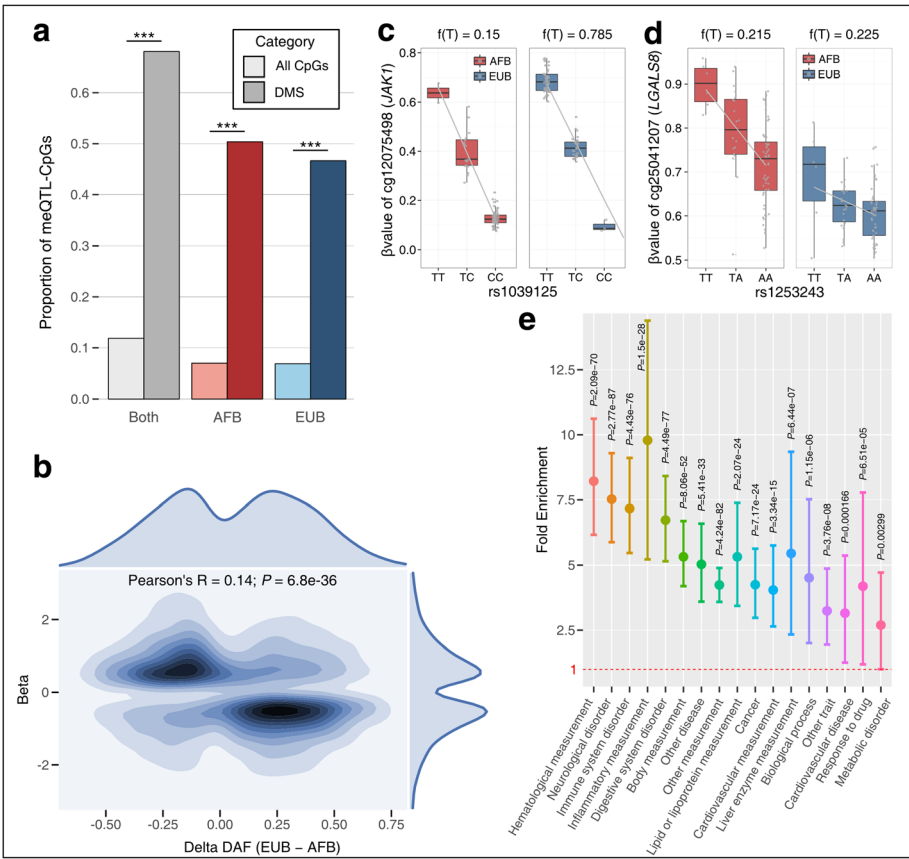 a
***
***
***
Category
All CpGs
DMS
Proportion of meQTL-CpGs
0.6
0.5
0.4
0.3
0.2
0.1
0.0
Both
AFB
EUB
b
Pearson's R = 0.14; P = 6.8e-36
Beta
2
0
-2
-0.50
-0.25
0.00
0.25
0.50
0.75
Delta DAF (EUB − AFB)
c
f(T) = 0.15
f(T) = 0.785
AFB
EUB
βvalue of cg12075498 (JAK1)
0.8
0.6
0.4
0.2
0.0
TT
TC
CC
TT
TC
CC
rs1039125
d
f(T) = 0.215
f(T) = 0.225
AFB
EUB
βvalue of cg25041207 (LGALS8)
0.9
0.8
0.7
0.6
0.5
TT
TA
AA
TT
TA
AA
rs1253243
e
Fold Enrichment
12.5
10
7.5
5
2.5
1
P=2.09e−70
P=2.77e−87
P=4.43e−76
P=1.5e−28
P=4.49e−77
P=8.06e−52
P=5.41e−33
P=4.24e−82
P=2.07e−24
P=7.17e−24
P=3.34e−15
P=6.44e−07
P=1.15e−06
P=3.76e−08
P=0.000166
P=6.51e−05
P=0.00299
Hematological measurement
Neurological disorder
Immune system disorder
Inflammatory measurement
Digestive system disorder
Body measurement
Other disease
Other measurement
Lipid or lipoprotein measurement
Cancer
Cardiovascular measurement
Liver enzyme measurement
Biological process
Other trait
Cardiovascular disease
Response to drug
Metabolic disorder